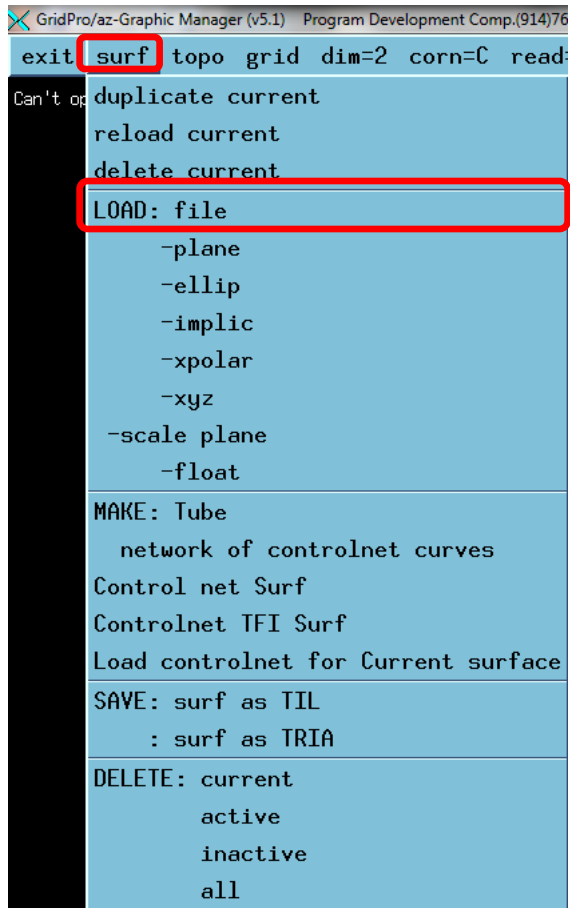 GridPro/az-Graphic Manager (v5.1) Program Development Comp.(914)76
exit surf topo grid dim=2 corn=C read=
Can't op
duplicate current
reload current
delete current
LOAD: file
-plane
-ellip
-implic
-xpolar
-xyz
-scale plane
-float
MAKE: Tube
network of controlnet curves
Control net Surf
Controlnet TFI Surf
Load controlnet for Current surface
SAVE: surf as TIL
: surf as TRIA
DELETE: current
active
inactive
all